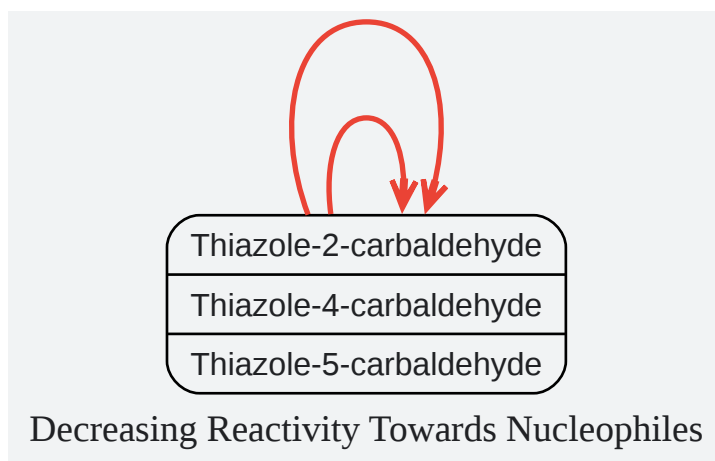 Thiazole-2-carbaldehyde
Thiazole-4-carbaldehyde
Thiazole-5-carbaldehyde
Decreasing Reactivity Towards Nucleophiles